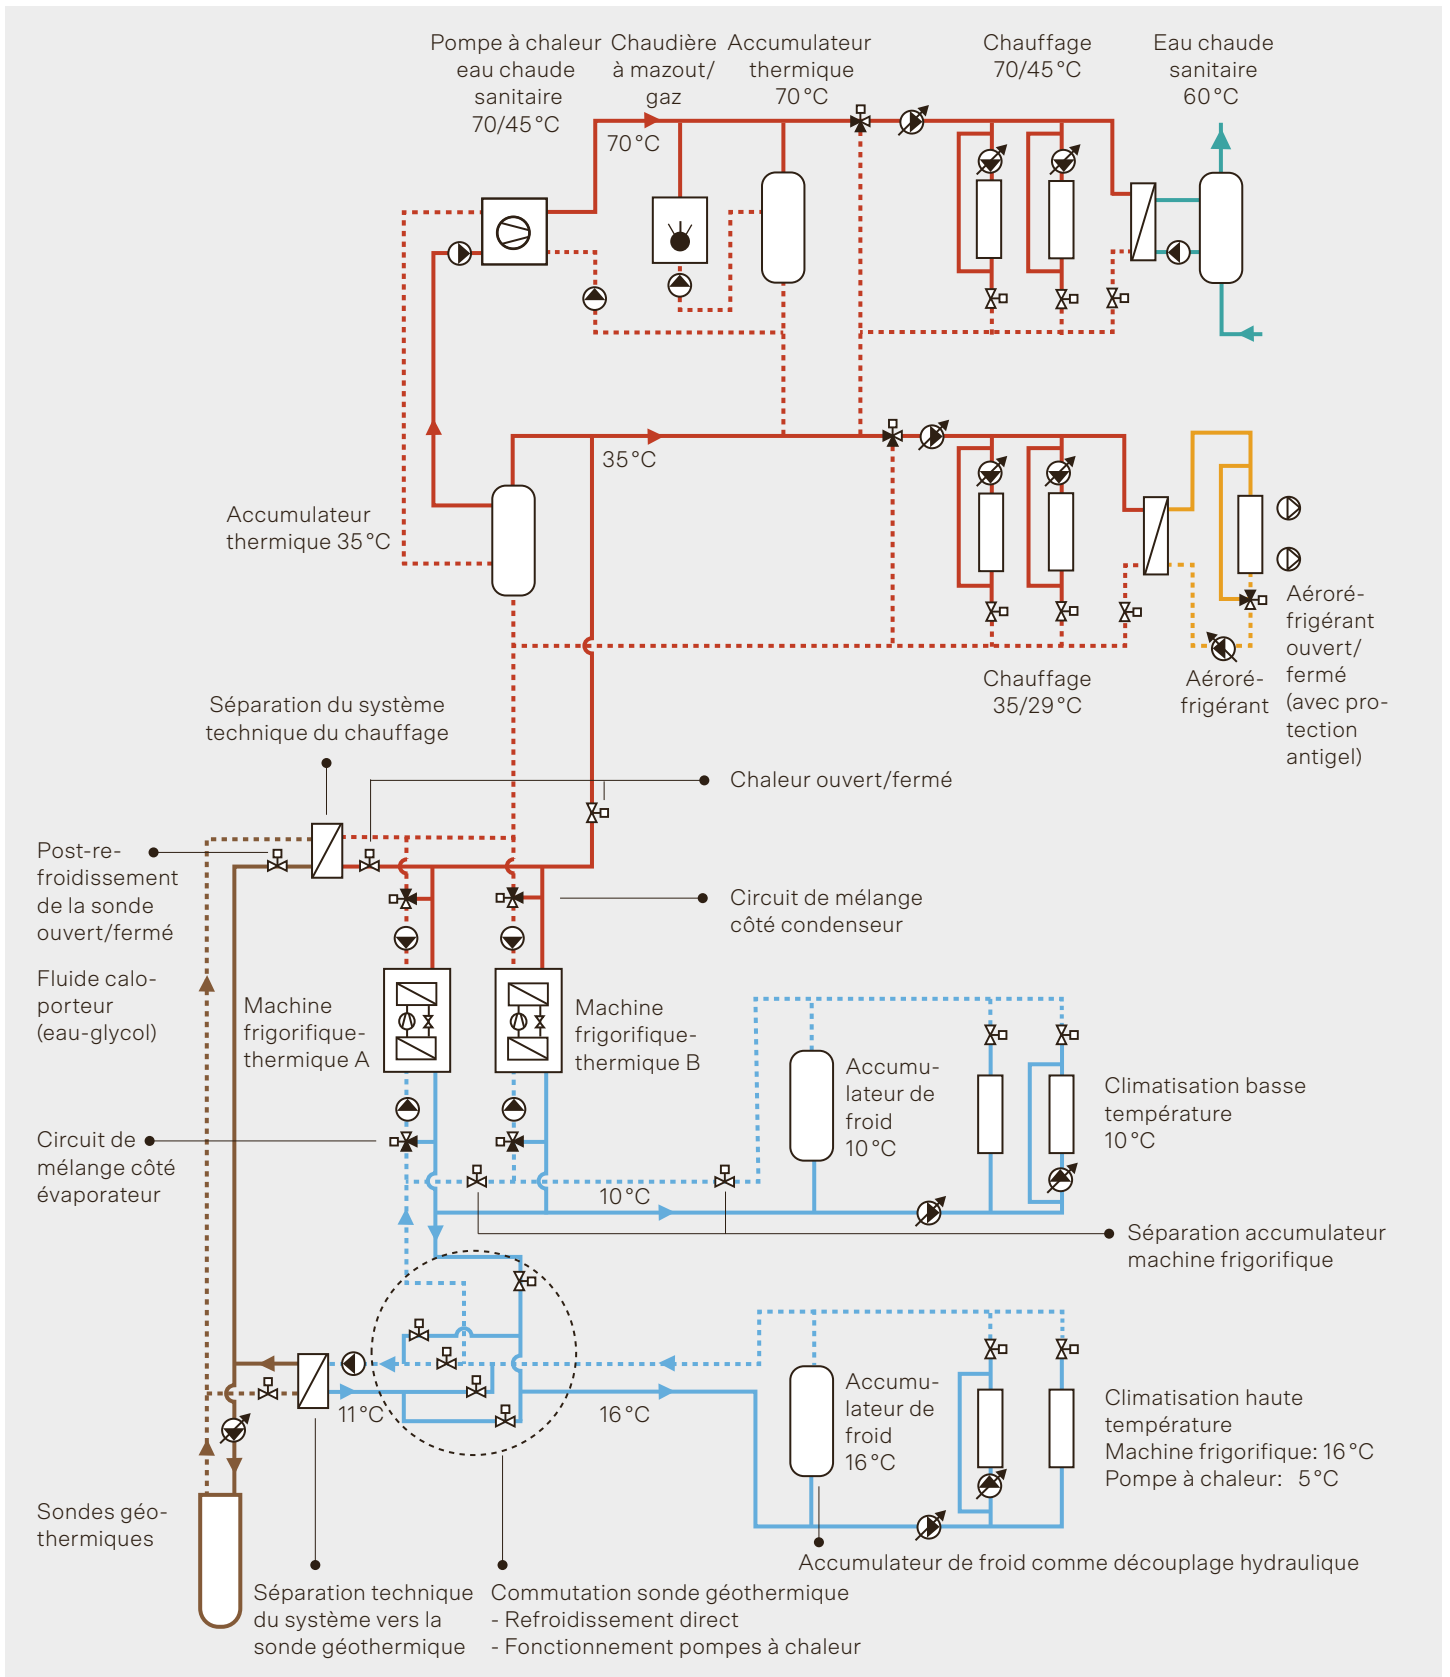 Pompe à chaleur
eau chaude
sanitaire
70/45 °C
Chaudière
à mazout/
gaz
Accumulateur
thermique
70 °C
Chauffage
70/45 °C
Eau chaude
sanitaire
60 °C
70 °C
35 °C
Accumulateur
thermique 35 °C
Chauffage
35/29 °C
Aéroré-
frigérant
Aéroré-
frigérant
ouvert/
fermé
(avec pro-
tection
antigel)
Séparation du système
technique du chauffage
Chaleur ouvert/fermé
Post-re-
froidissement
de la sonde
ouvert/fermé
Circuit de mélange
côté condenseur
Fluide calo-
porteur
(eau-glycol)
Machine
frigorifique-
thermique A
Machine
frigorifique-
thermique B
Accumu-
lateur de
froid
10 °C
Climatisation basse
température
10 °C
Circuit de
mélange côté
évaporateur
10 °C
Séparation accumulateur
machine frigorifique
11 °C
16 °C
Accumu-
lateur de
froid
16 °C
Climatisation haute
température
Machine frigorifique: 16 °C
Pompe à chaleur: 5 °C
Sondes géo-
thermiques
Accumulateur de froid comme découplage hydraulique
Séparation technique
du système vers la
sonde géothermique
Commutation sonde géothermique
- Refroidissement direct
- Fonctionnement pompes à chaleur